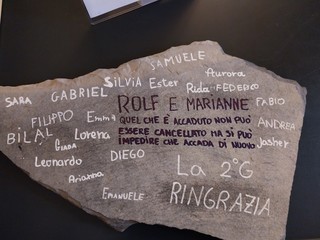 SAMUELE
SARA GABRIEL SILVIA Ester Rida Aurora FEDERICO
ROLF E MARIANNE FABIO
FILIPPO Emma QUEL CHE È ACCADUTO NON PUÒ
BILAL Lorena ESSERE CANCELLATO MA SI PUÒ ANDREA
Giada IMPEDIRE CHE ACCADA DI NUOVO Jasher
Leonardo DIEGO
Arianna La 2°G
EMANUELE RINGRAZIA